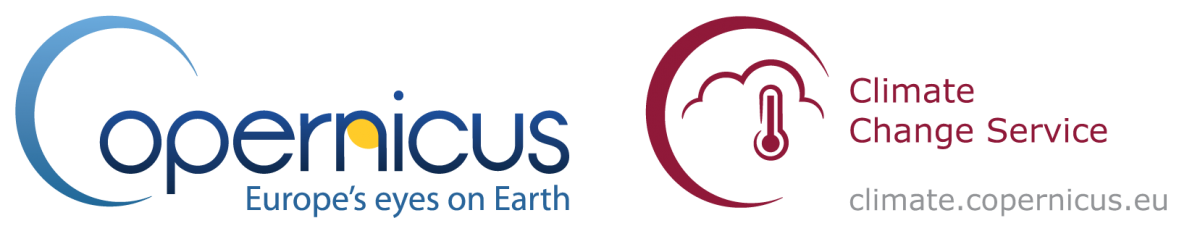 Copernicus
Europe's eyes on Earth
Climate
Change Service
climate.copernicus.eu